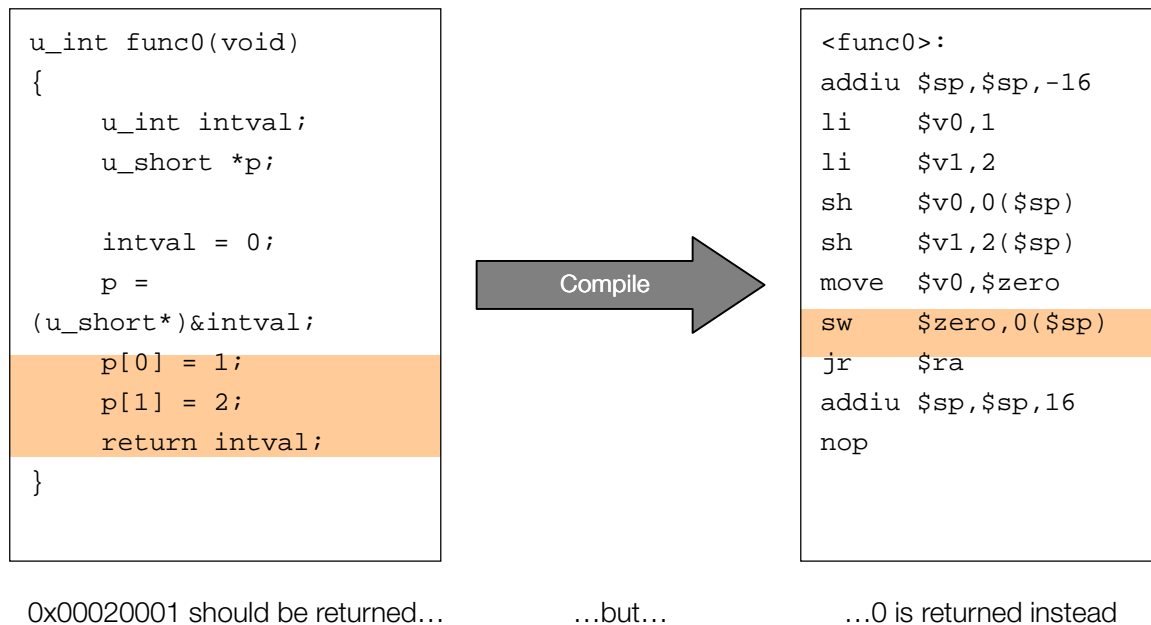 u_int func0(void)
{
u_int intval;
u_short *p;
intval = 0;
p =
(u_short*)&intval;
p[0] = 1;
p[1] = 2;
return intval;
}
Compile
<func0>:
addiu $sp,$sp,-16
li $v0,1
li $v1,2
sh $v0,0($sp)
sh $v1,2($sp)
move $v0,$zero
sw $zero,0($sp)
jr $ra
addiu $sp,$sp,16
nop
0x00020001 should be returned…
…but…
…0 is returned instead